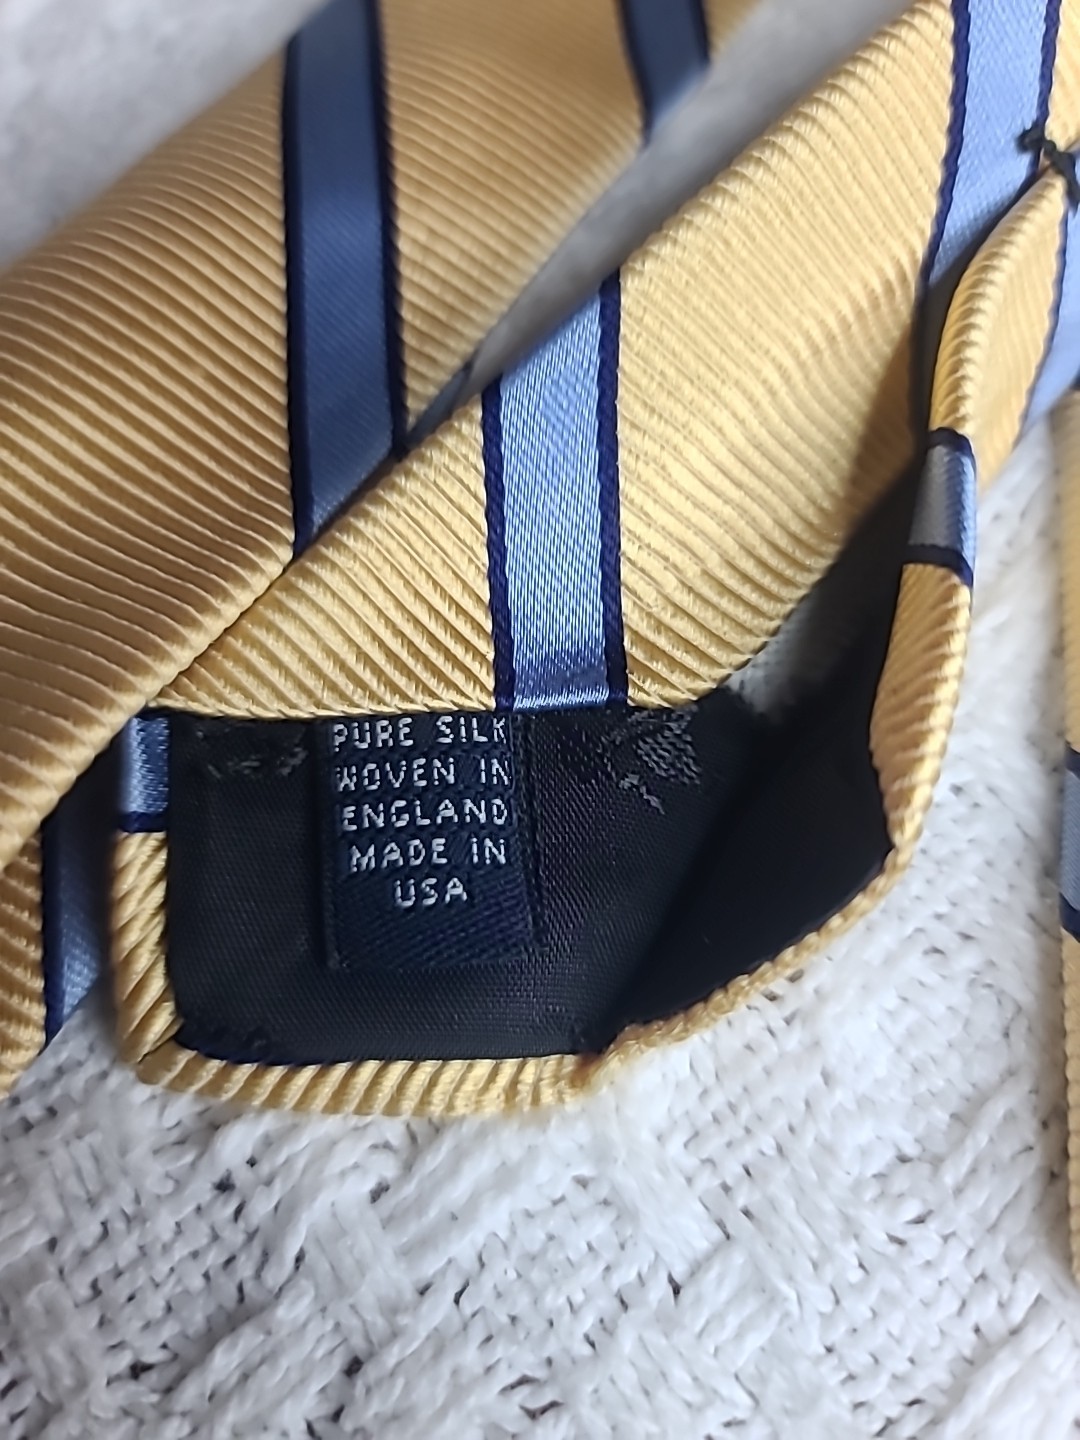 PURE SILK
WOVEN IN
ENGLAND
MADE IN
USA